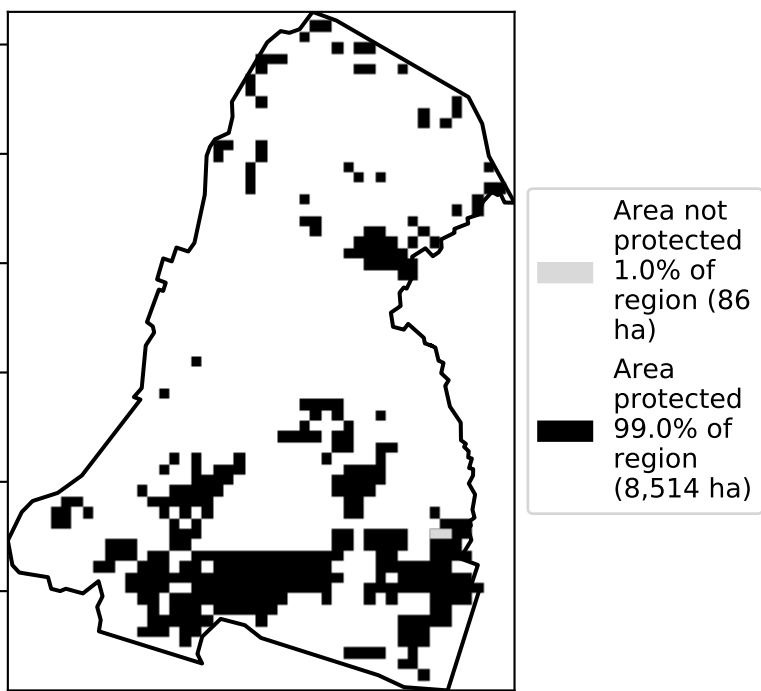 Area not
protected
1.0% of
region (86
ha)
Area
protected
99.0% of
region
(8,514 ha)